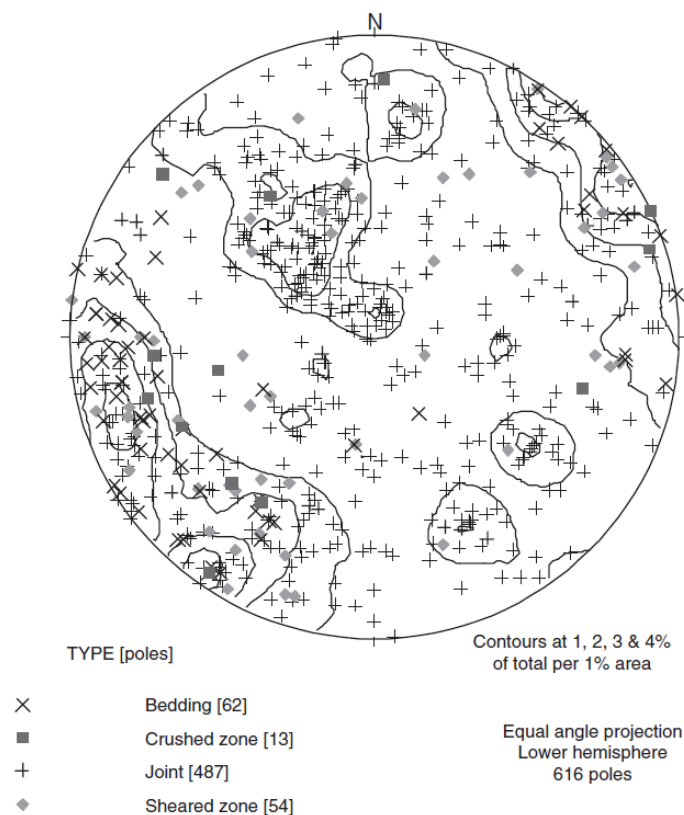 N
TYPE [poles]
Contours at 1, 2, 3 & 4%
of total per 1% area
Bedding [62]
Crushed zone [13]
Joint [487]
Sheared zone [54]
Equal angle projection
Lower hemisphere
616 poles